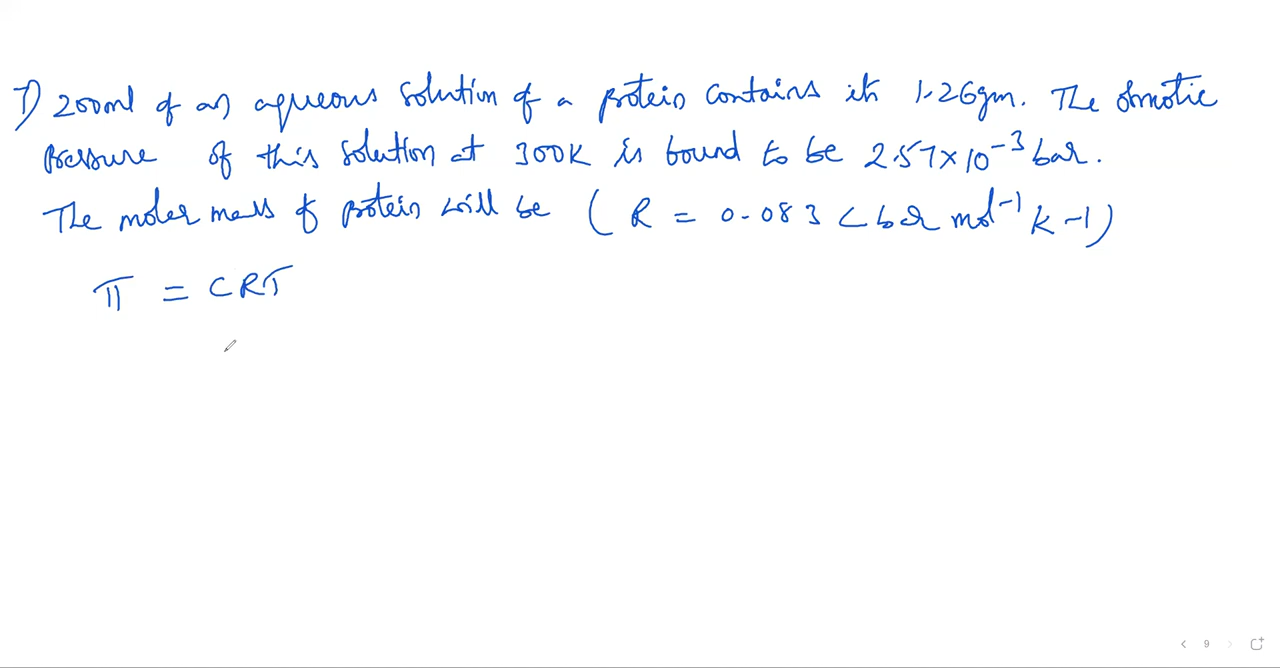 1) 200ml of an aqueous solution of a protein contains its 1.26gm. The osmotic
pressure of this solution at 300K is bound to be 2.57×10⁻³ bar.
The molar mass of protein will be (R = 0.083 L bar mol⁻¹ K-1)
π = CRT
9